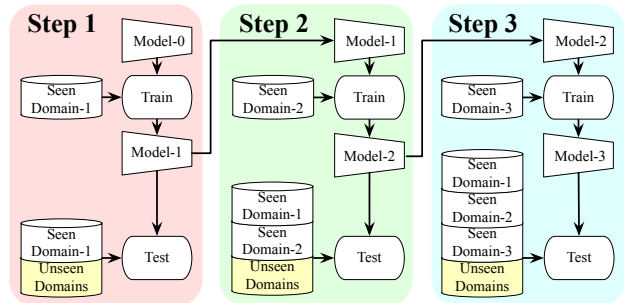 Step 1
Model-0
Seen
Domain-1
Train
Model-1
Seen
Domain-1
Unseen
Domains
Test
Step 2
Model-1
Seen
Domain-2
Train
Model-2
Seen
Domain-1
Seen
Domain-2
Unseen
Domains
Test
Step 3
Model-2
Seen
Domain-3
Train
Model-3
Seen
Domain-1
Seen
Domain-2
Seen
Domain-3
Unseen
Domains
Test